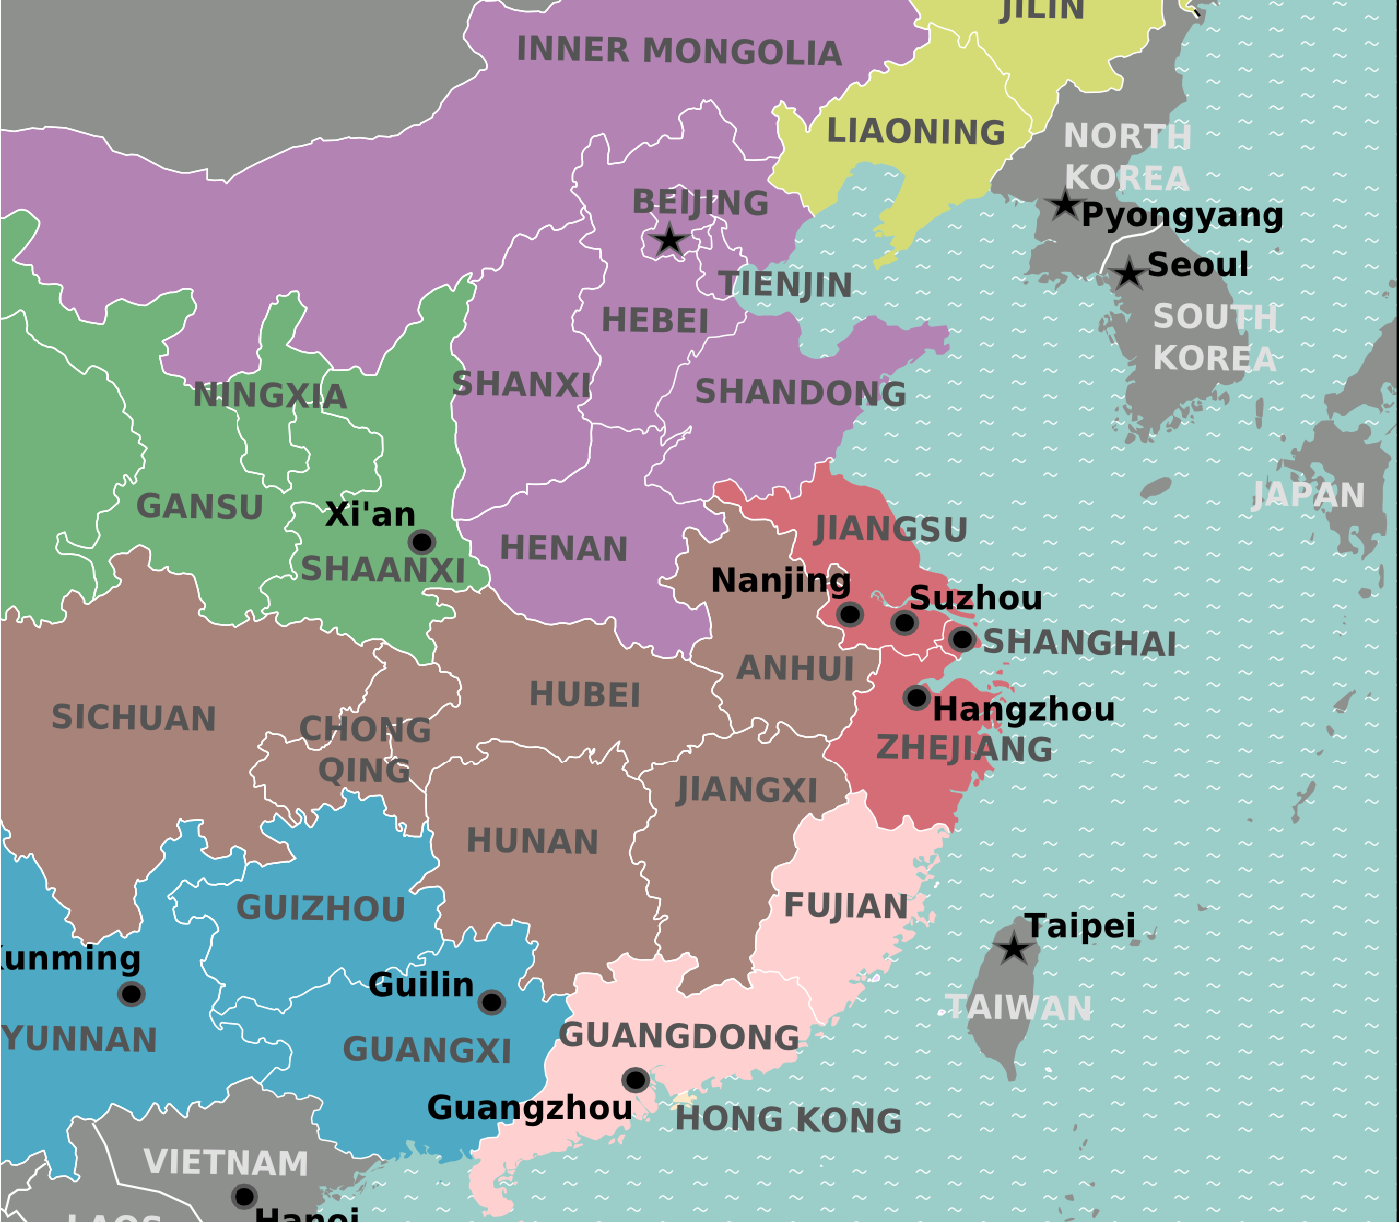 JILIN
INNER MONGOLIA
LIAONING
NORTH
KOREA
BEIJING
Pyongyang
Seoul
TIENJIN
HEBEI
SOUTH
KOREA
SHANXI
SHANDONG
NINGXIA
GANSU
Xi'an
JAPAN
JIANGSU
HENAN
SHAANXI
Nanjing
Suzhou
SHANGHAI
ANHUI
HUBEI
SICHUAN
Hangzhou
CHONG
QING
ZHEJIANG
JIANGXI
HUNAN
FUJIAN
GUIZHOU
Taipei
Kunming
Guilin
TAIWAN
YUNNAN
GUANGXI
GUANGDONG
Guangzhou
HONG KONG
VIETNAM
Hanoi
LAOS